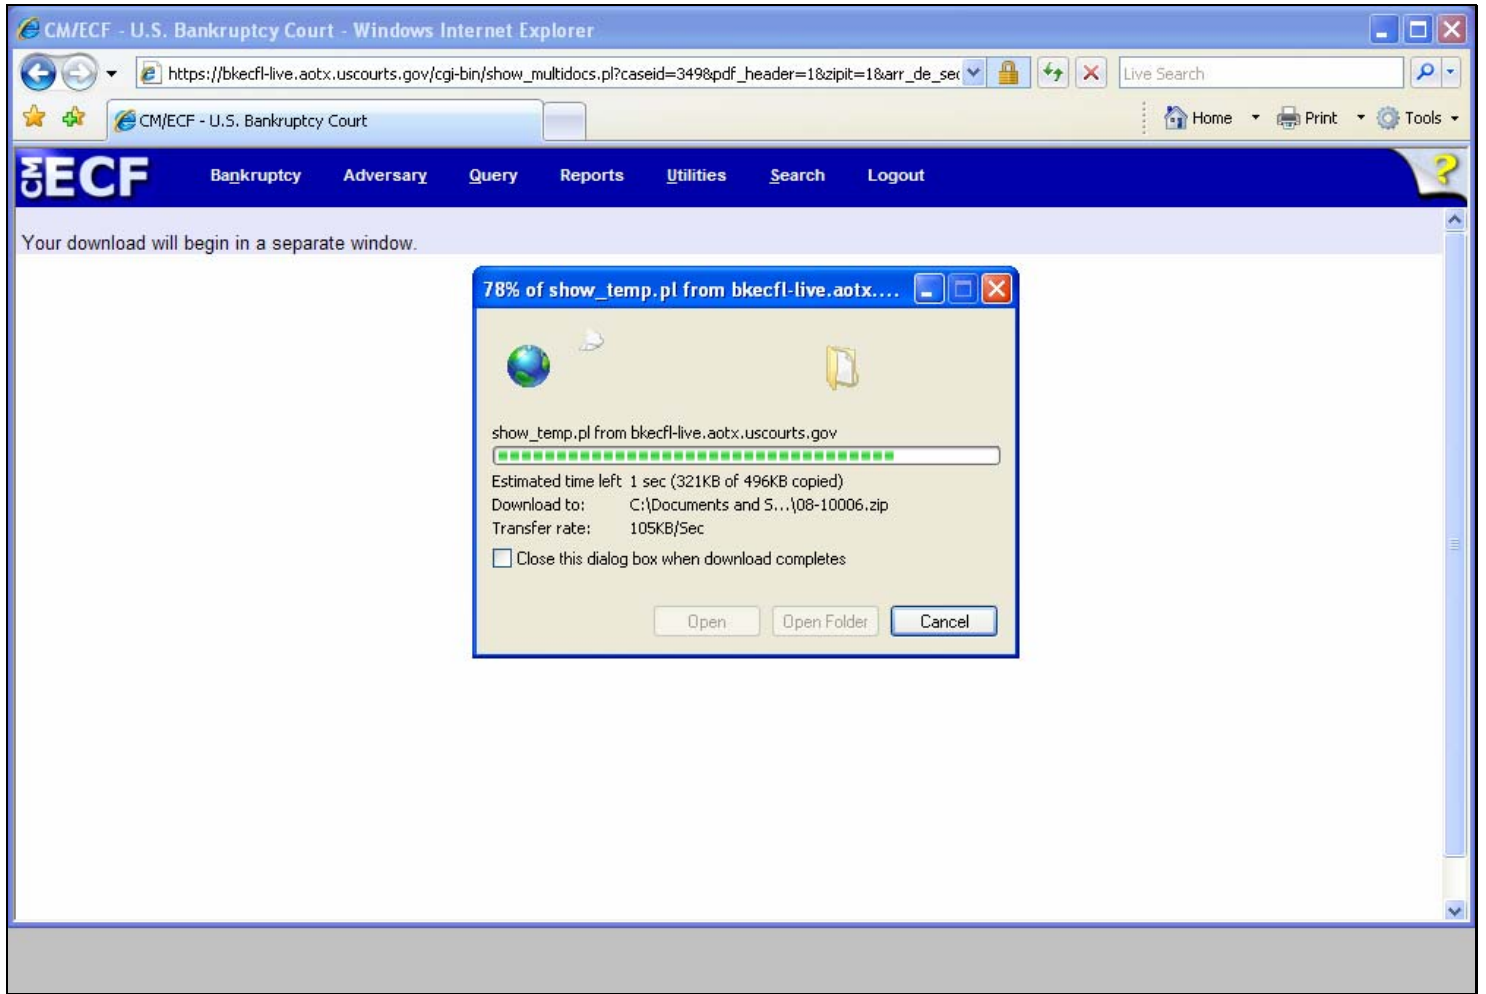 CM/ECF - U.S. Bankruptcy Court - Windows Internet Explorer
https://bkecfl-live.aotx.uscourts.gov/cgi-bin/show_multidocs.pl?caseid=349&pdf_header=1&zipit=1&arr_de_sec
Live Search
CM/ECF - U.S. Bankruptcy Court
Home Print Tools
CM ECF Bankruptcy Adversary Query Reports Utilities Search Logout ?
Your download will begin in a separate window.
78% of show_temp.pl from bkecfl-live.aotx....
show_temp.pl from bkecfl-live.aotx.uscourts.gov
Estimated time left 1 sec (321KB of 496KB copied)
Download to: C:\Documents and S...\08-10006.zip
Transfer rate: 105KB/Sec
Close this dialog box when download completes
Open Open Folder Cancel